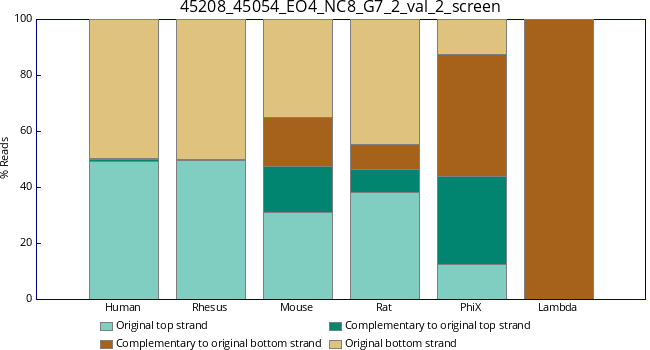 45208_45054_EO4_NC8_G7_2_val_2_screen
100
80
60
40
20
0
% Reads
Human Rhesus Mouse Rat PhiX Lambda
Original top strand Complementary to original top strand
Complementary to original bottom strand Original bottom strand